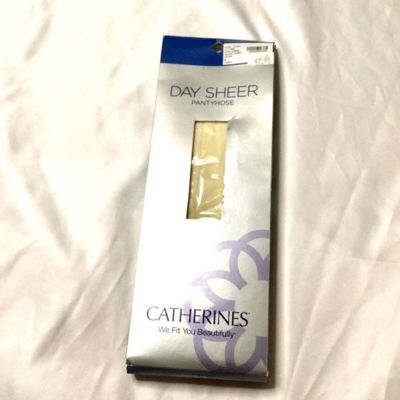 DAY SHEER
PANTYHOSE
CATHERINES
We Fit You Beautifully